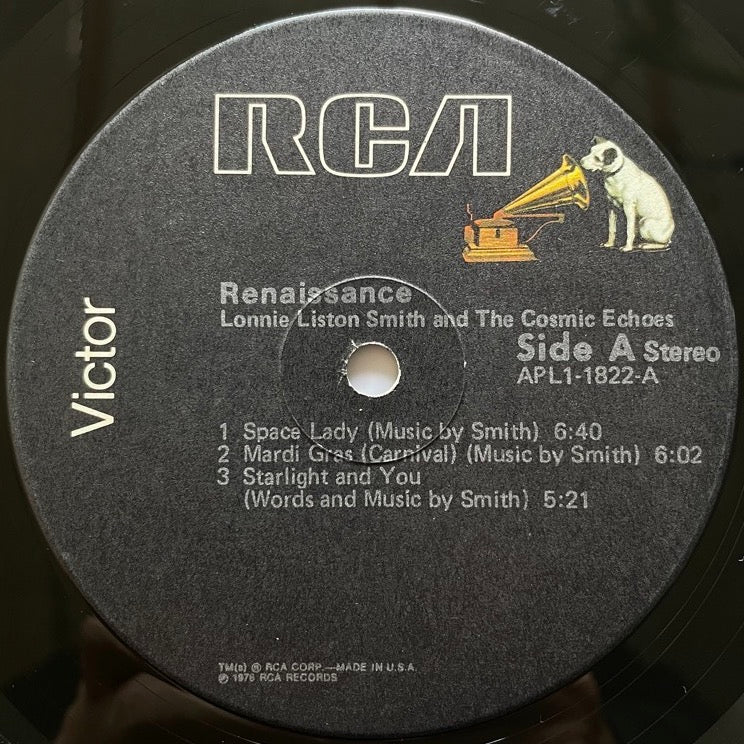 RCA
Victor
Renaissance
Lonnie Liston Smith and The Cosmic Echoes
Side A Stereo
APL1-1822-A
1 Space Lady (Music by Smith) 6:40
2 Mardi Gras (Carnival) (Music by Smith) 6:02
3 Starlight and You
(Words and Music by Smith) 5:21
TM(s) ® RCA CORP.—MADE IN U.S.A.
℗ 1976 RCA RECORDS